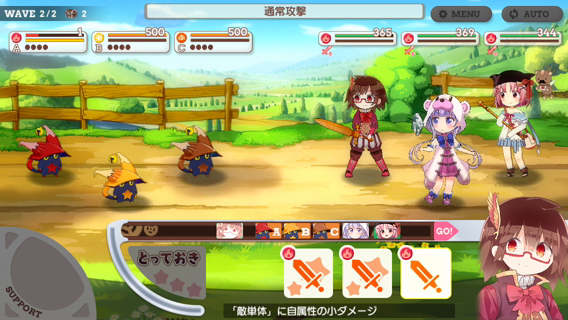 WAVE 2/2 2
通常攻撃
MENU
AUTO
1
A
500
B
500
C
365
369
344
A B C GO!
とっておき
SUPPORT
「敵単体」に自属性の小ダメージ